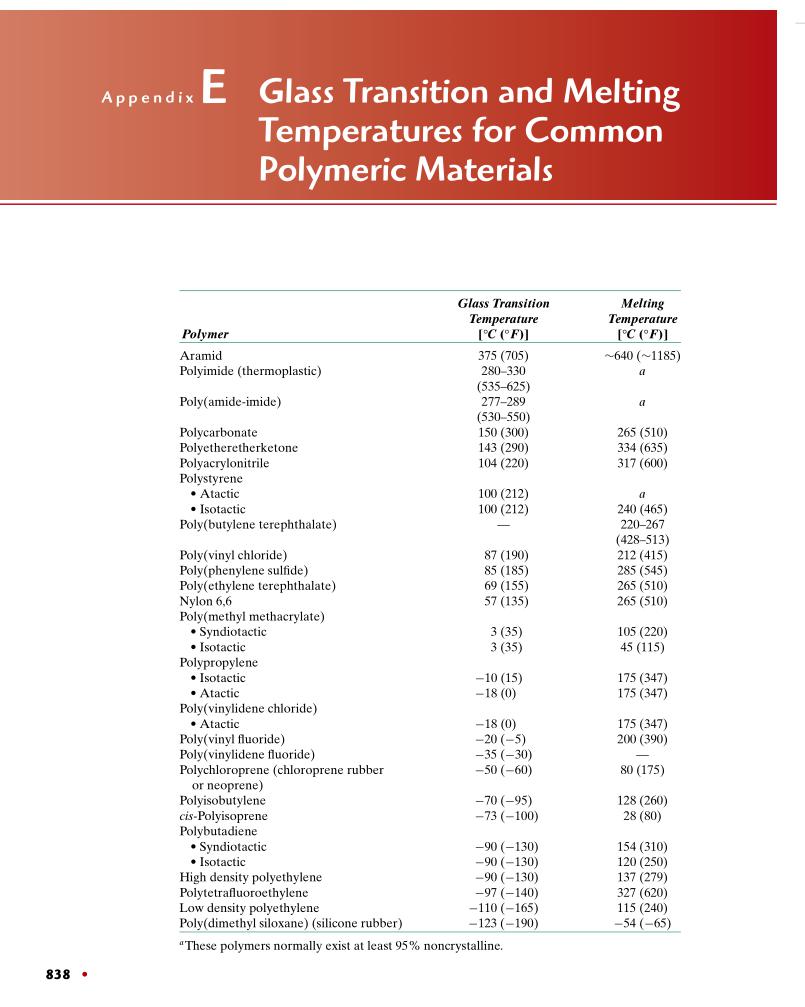 Appendix E Glass Transition and Melting
Temperatures for Common
Polymeric Materials
Glass Transition Melting
Temperature Temperature
Polymer [°C (°F)] [°C (°F)]
Aramid 375 (705) ~640 (~1185)
Polyimide (thermoplastic) 280–330 a
(535–625)
Poly(amide-imide) 277–289 a
(530–550)
Polycarbonate 150 (300) 265 (510)
Polyetheretherketone 143 (290) 334 (635)
Polyacrylonitrile 104 (220) 317 (600)
Polystyrene
• Atactic 100 (212) a
• Isotactic 100 (212) 240 (465)
Poly(butylene terephthalate) — 220–267
(428–513)
Poly(vinyl chloride) 87 (190) 212 (415)
Poly(phenylene sulfide) 85 (185) 285 (545)
Poly(ethylene terephthalate) 69 (155) 265 (510)
Nylon 6,6 57 (135) 265 (510)
Poly(methyl methacrylate)
• Syndiotactic 3 (35) 105 (220)
• Isotactic 3 (35) 45 (115)
Polypropylene
• Isotactic −10 (15) 175 (347)
• Atactic −18 (0) 175 (347)
Poly(vinylidene chloride)
• Atactic −18 (0) 175 (347)
Poly(vinyl fluoride) −20 (−5) 200 (390)
Poly(vinylidene fluoride) −35 (−30) —
Polychloroprene (chloroprene rubber −50 (−60) 80 (175)
or neoprene)
Polyisobutylene −70 (−95) 128 (260)
cis-Polyisoprene −73 (−100) 28 (80)
Polybutadiene
• Syndiotactic −90 (−130) 154 (310)
• Isotactic −90 (−130) 120 (250)
High density polyethylene −90 (−130) 137 (279)
Polytetrafluoroethylene −97 (−140) 327 (620)
Low density polyethylene −110 (−165) 115 (240)
Poly(dimethyl siloxane) (silicone rubber) −123 (−190) −54 (−65)
aThese polymers normally exist at least 95% noncrystalline.
838 •